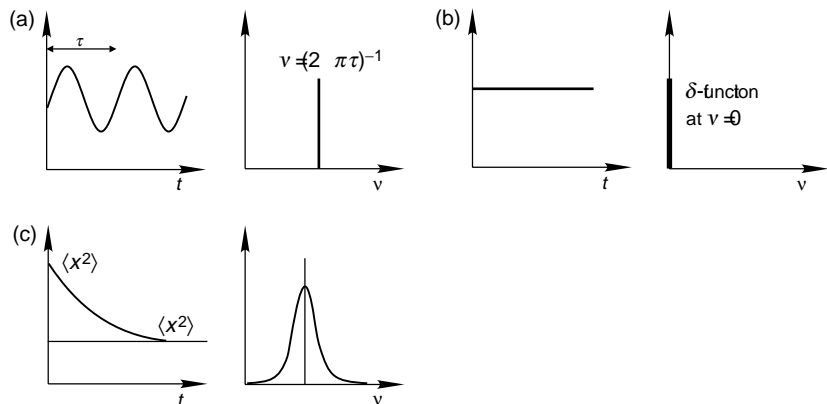 (a)
τ
t
ν=(2 πτ)⁻¹
ν
(b)
t
δ-functon
at ν=0
ν
(c)
⟨x²⟩
⟨x²⟩
t
ν